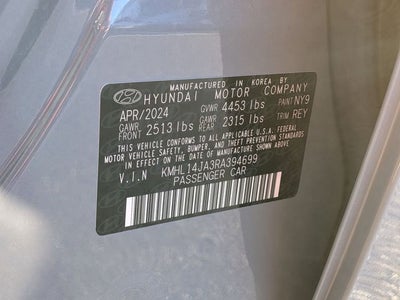 MANUFACTURED IN KOREA BY
HYUNDAI MOTOR COMPANY
APR/2024 GVWR 4453 lbs PAINT NY9
GAWR FRONT 2513 lbs GAWR REAR 2315 lbs TRIM REY
THIS VEHICLE CONFORMS TO ALL APPLICABLE U.S.A. FEDERAL
MOTOR VEHICLE SAFETY, BUMPER, AND THEFT PREVENTION STANDARDS
IN EFFECT ON THE DATE OF MANUFACTURE SHOWN ABOVE.
V.I.N KMHL14JA3RA394699
PASSENGER CAR